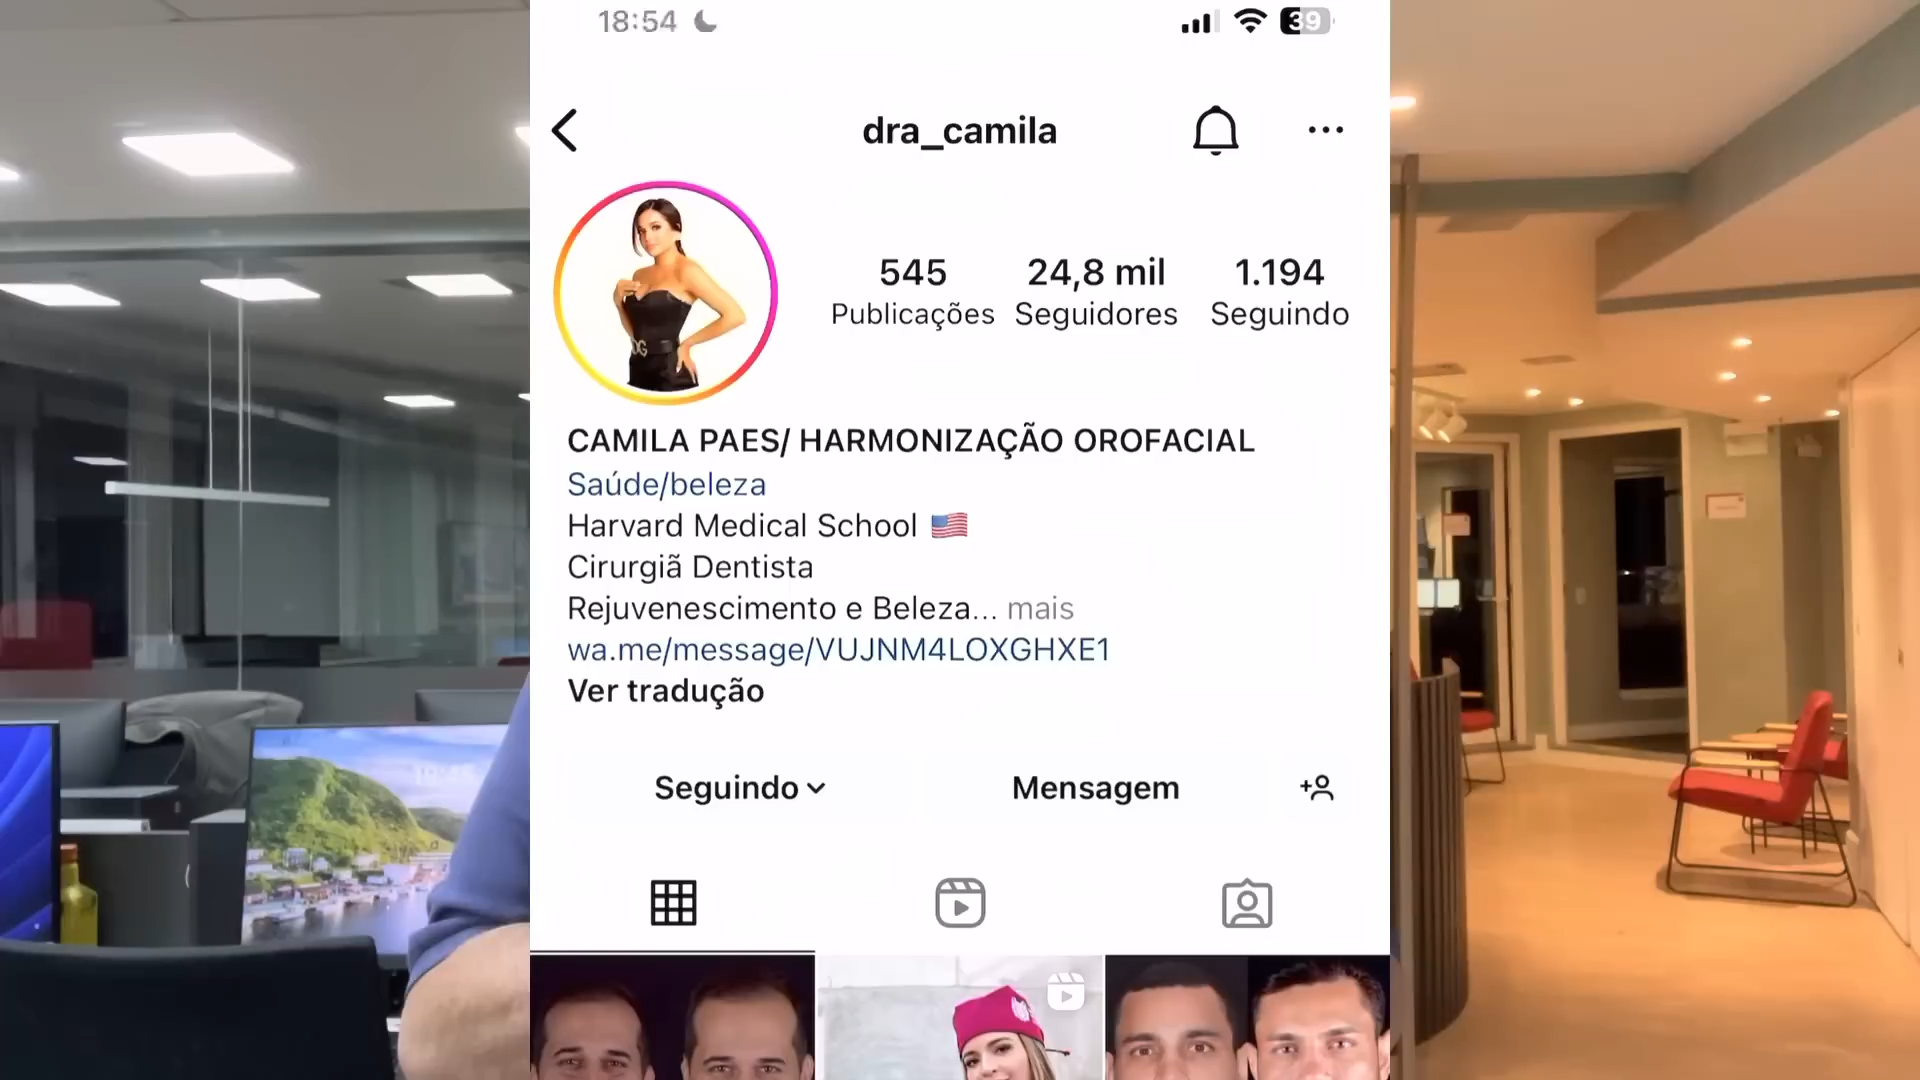 18:54
39
dra_camila
545
Publicações
24,8 mil
Seguidores
1.194
Seguindo
CAMILA PAES/ HARMONIZAÇÃO OROFACIAL
Saúde/beleza
Harvard Medical School 🇺🇸
Cirurgiã Dentista
Rejuvenescimento e Beleza... mais
wa.me/message/VUJNM4LOXGHXE1
Ver tradução
Seguindo
Mensagem